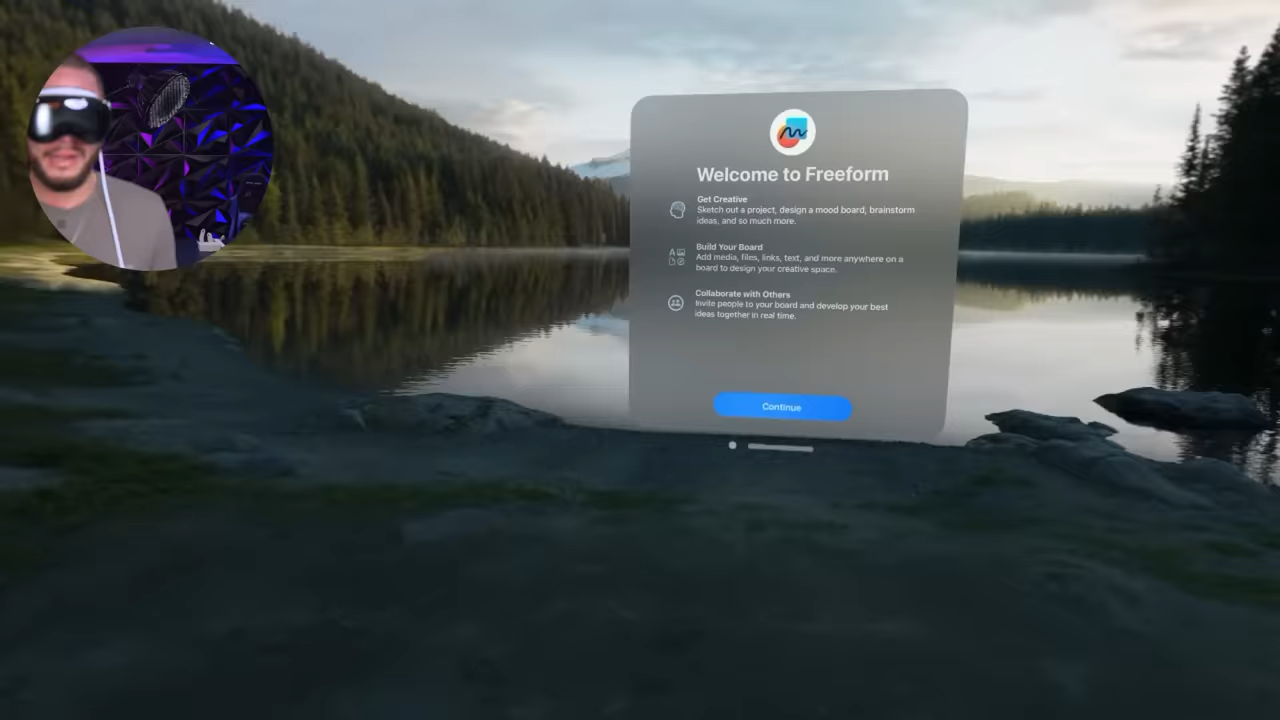 Welcome to Freeform
Get Creative
Sketch out a project, design a mood board, brainstorm
ideas, and so much more.
Build Your Board
Add media, files, links, text, and more anywhere on a
board to design your creative space.
Collaborate with Others
Invite people to your board and develop your best
ideas together in real time.
Continue